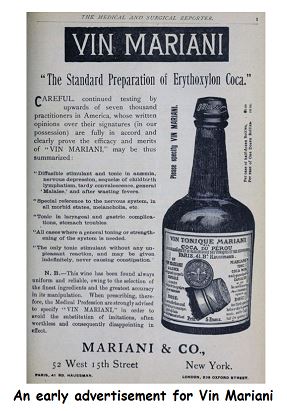 THE MEDICAL AND SURGICAL REPORTER.
VIN MARIANI
"The Standard Preparation of Erythoxylon Coca."
CAREFUL, continued testing by
upwards of seven thousand
practitioners in America, whose written
opinions over their signatures (in our
possession) are fully in accord and
clearly prove the efficacy and merits
of "VIN MARIANI," may be thus
summarized:
"Diffusible stimulant and tonic in anæmia,
nervous depression, sequelæ of childbirth,
lymphatism, tardy convalescence, general
'Malaise,' and after wasting fevers.
"Special reference to the nervous system, in
all morbid states, melancholia, etc.
"Tonic in laryngeal and gastric complica-
tions, stomach troubles.
"All cases where a general toning or strength-
ening of the system is needed.
"The only tonic stimulant without any un-
pleasant reaction, and may be given
indefinitely, never causing constipation."
N. B.—This wine has been found always
uniform and reliable, owing to the selection of
the finest ingredients and the greatest accuracy
in its manipulation. When prescribing, there-
fore, the Medical Profession are strongly advised
to specify "VIN MARIANI," in order to
avoid the substitution of imitations, often
worthless and consequently disappointing in
effect.
Please specify VIN MARIANI.
VIN TONIQUE MARIANI
COCA DU PÉROU
PARIS, 41 Bd. Haussmann.
MARIANI & CO.,
52 West 15th Street New York.
PARIS, 41 BD. HAUSSMAN. LONDON, 239 OXFORD STREET.
An early advertisement for Vin Mariani